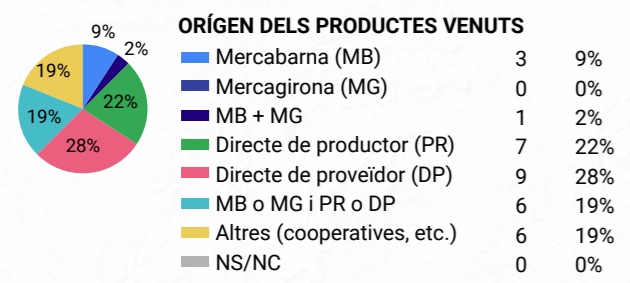 ORÍGEN DELS PRODUCTES VENUTS
9%
2%
22%
28%
19%
19%
Mercabarna (MB) 3 9%
Mercagirona (MG) 0 0%
MB + MG 1 2%
Directe de productor (PR) 7 22%
Directe de proveïdor (DP) 9 28%
MB o MG i PR o DP 6 19%
Altres (cooperatives, etc.) 6 19%
NS/NC 0 0%